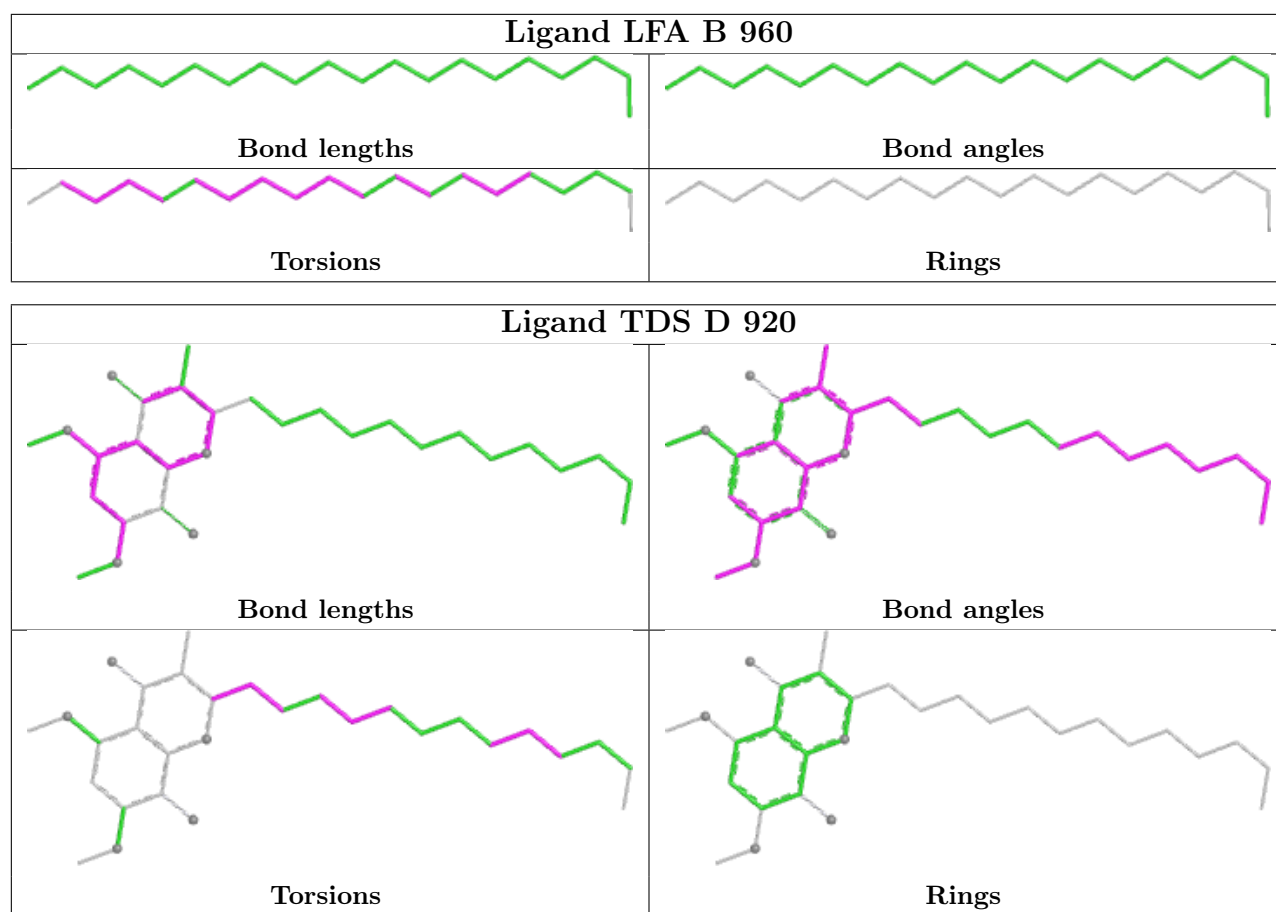 Ligand LFA B 960
Bond lengths
Bond angles
Torsions
Rings
Ligand TDS D 920
Bond lengths
Bond angles
Torsions
Rings